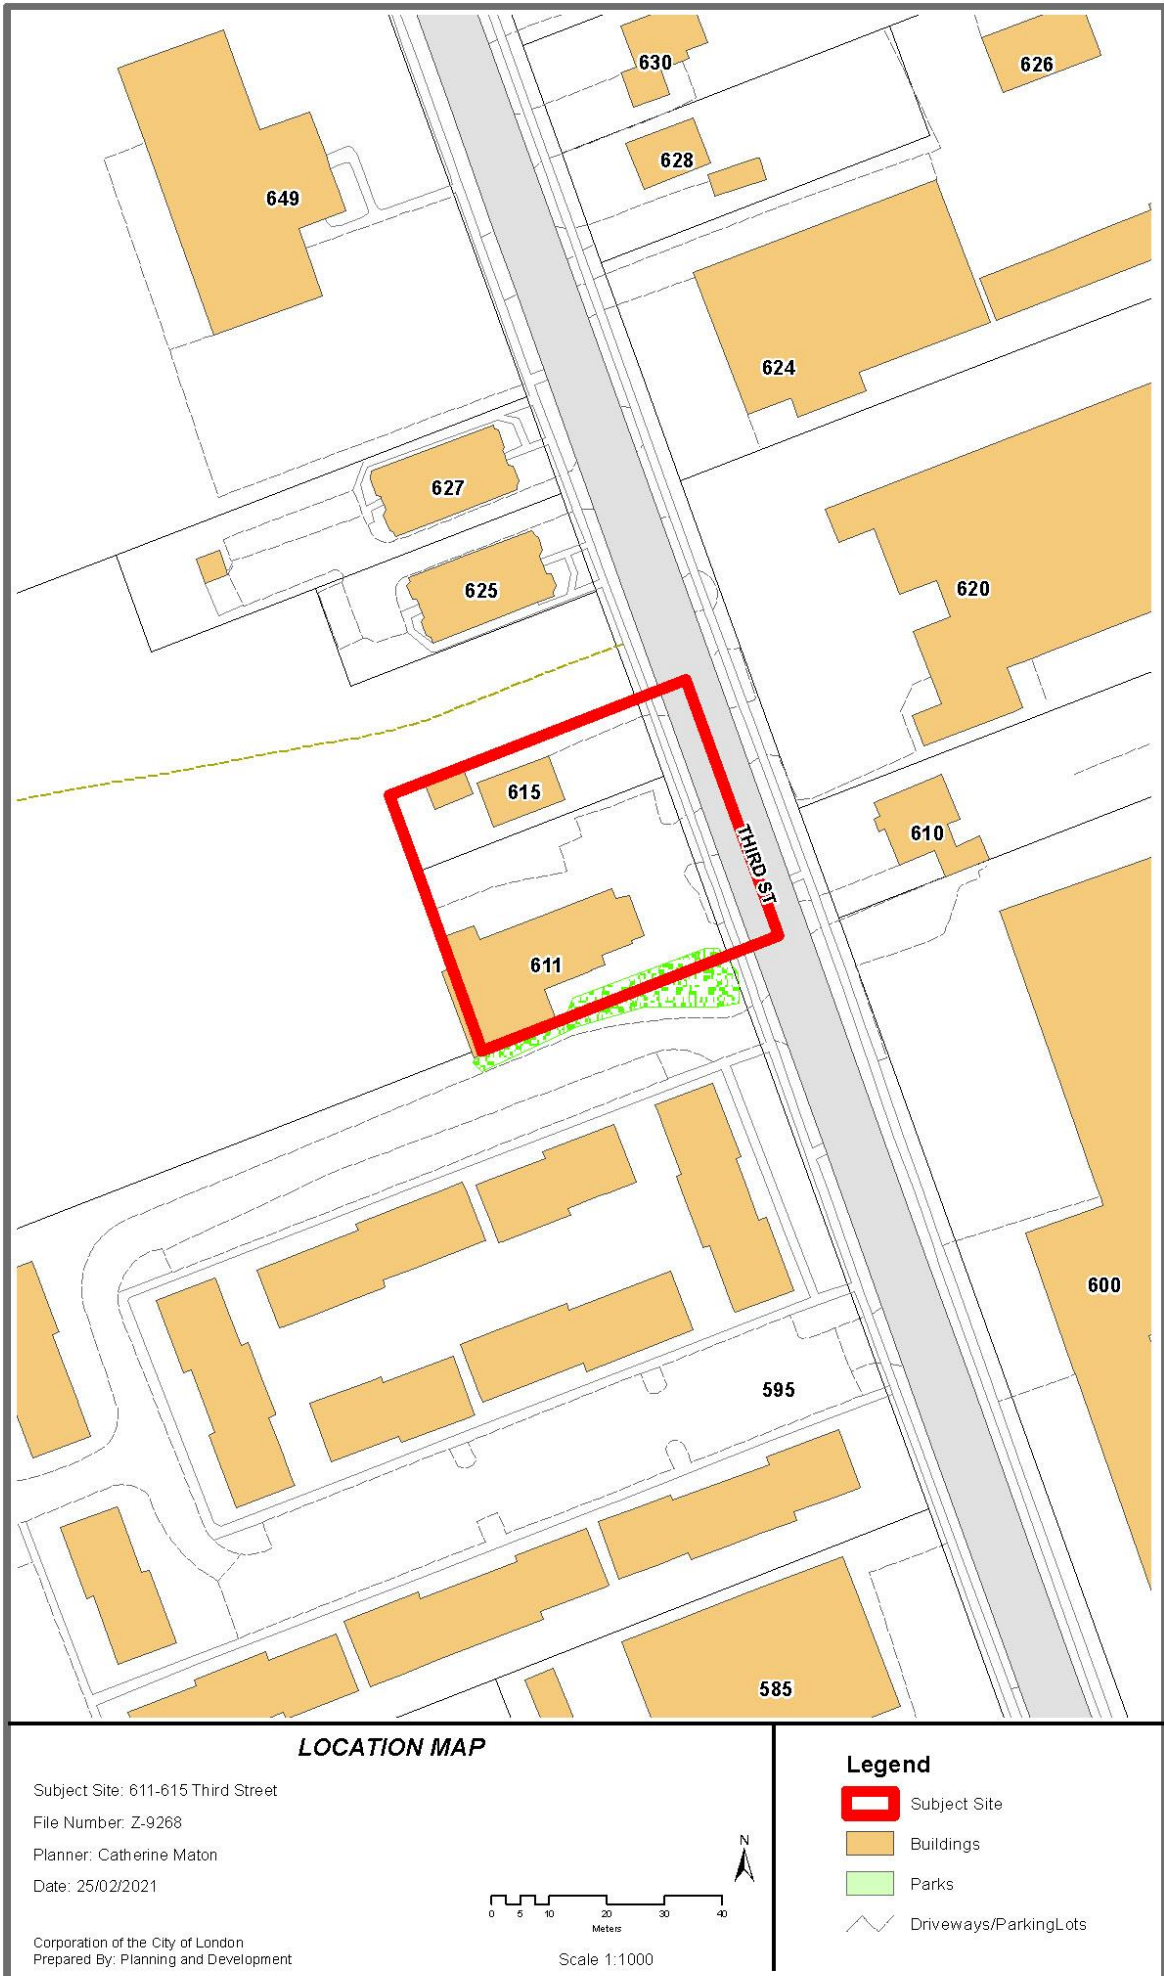 630
626
628
649
624
627
625
620
615
610
THIRD ST
611
600
595
585
LOCATION MAP
Subject Site: 611-615 Third Street
File Number: Z-9268
Planner: Catherine Maton
Date: 25/02/2021
Corporation of the City of London
Prepared By: Planning and Development
N
0 5 10 20 30 40
Meters
Scale 1:1000
Legend
Subject Site
Buildings
Parks
Driveways/ParkingLots